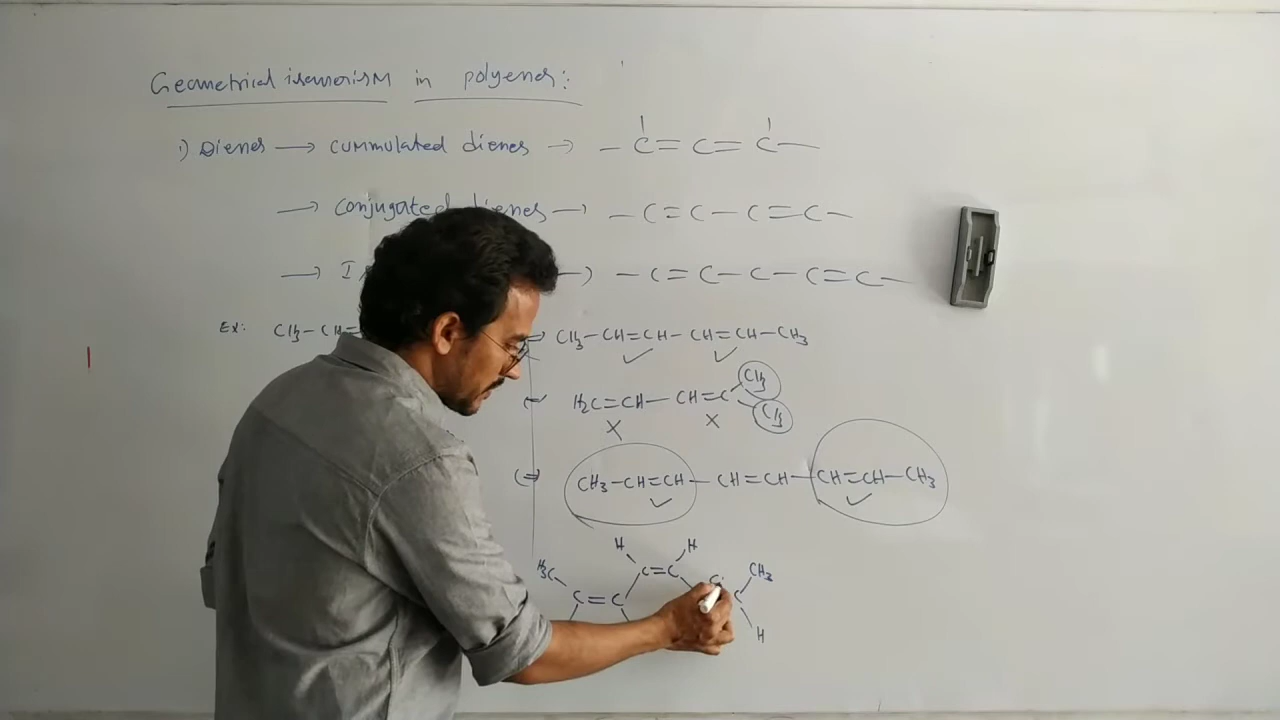 Geometrical isomerism in polyenes:
1) Dienes → cummulated dienes → – C = C = C –
→ conjugated dienes → – C = C – C = C –
→ I → – C = C – C – C = C –
Ex: CH3 – CH = CH3 – CH = CH – CH = CH – CH3
✓ ✓
H2C = CH – CH = C CH3 CH3
X X
CH3 – CH = CH – CH = CH – CH = CH – CH3
✓ ✓
H H
H3C C = C C C CH3
C = C H